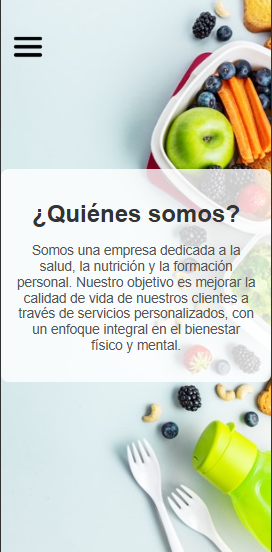 ¿Quiénes somos?
Somos una empresa dedicada a la
salud, la nutrición y la formación
personal. Nuestro objetivo es mejorar la
calidad de vida de nuestros clientes a
través de servicios personalizados, con
un enfoque integral en el bienestar
físico y mental.